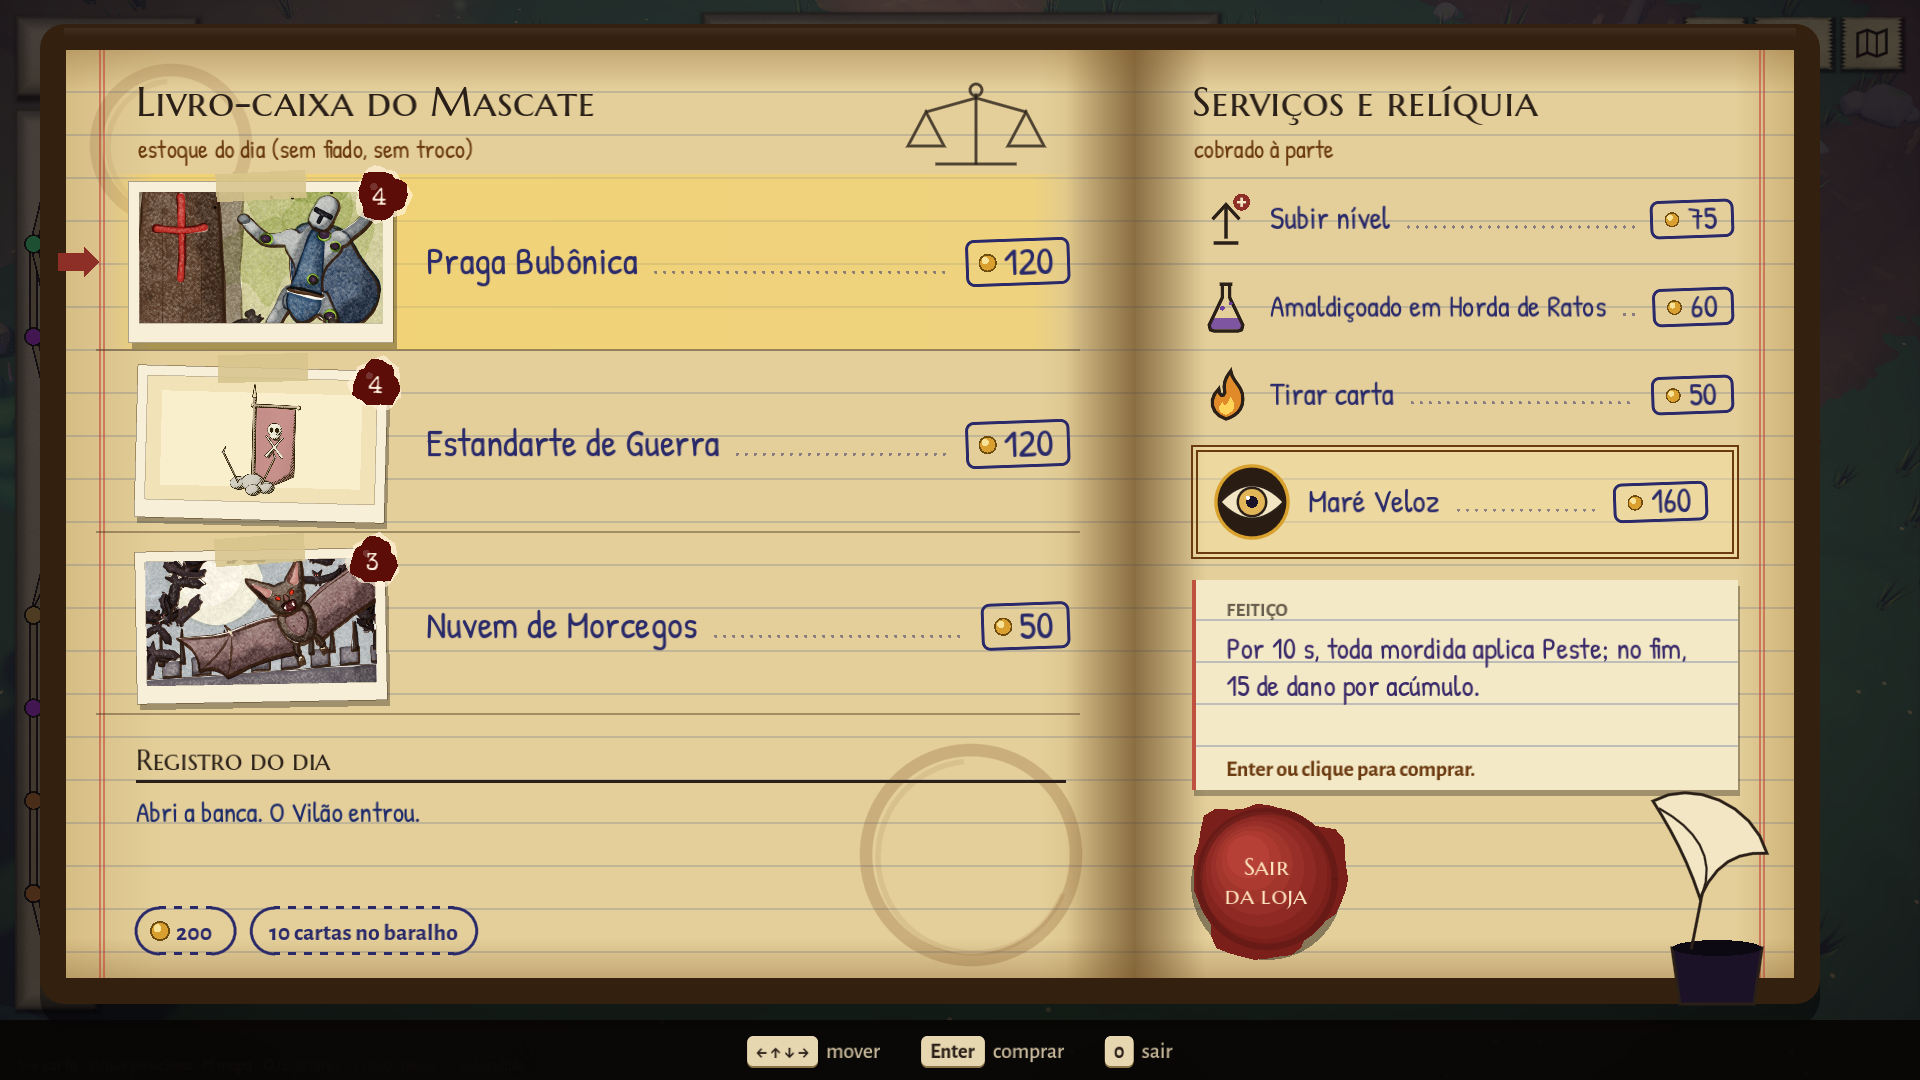 Livro-caixa do Mascate
estoque do dia (sem fiado, sem troco)
4
Praga Bubônica
120
4
Estandarte de Guerra
120
3
Nuvem de Morcegos
50
Registro do dia
Abri a banca. O Vilão entrou.
200
10 cartas no baralho
Serviços e relíquia
cobrado à parte
Subir nível
75
Amaldiçoado em Horda de Ratos
60
Tirar carta
50
Maré Veloz
160
FEITIÇO
Por 10 s, toda mordida aplica Peste; no fim,
15 de dano por acúmulo.
Enter ou clique para comprar.
Sair
da loja
←↑↓→ mover Enter comprar O sair